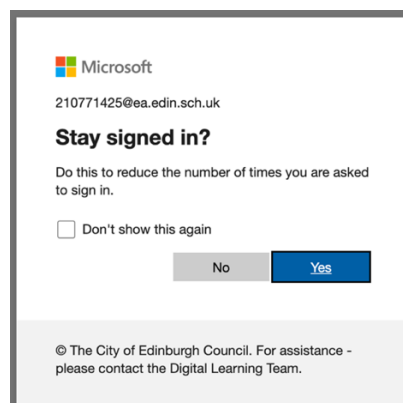 Microsoft
210771425@ea.edin.sch.uk
Stay signed in?
Do this to reduce the number of times you are asked
to sign in.
Don't show this again
No
Yes
© The City of Edinburgh Council. For assistance -
please contact the Digital Learning Team.